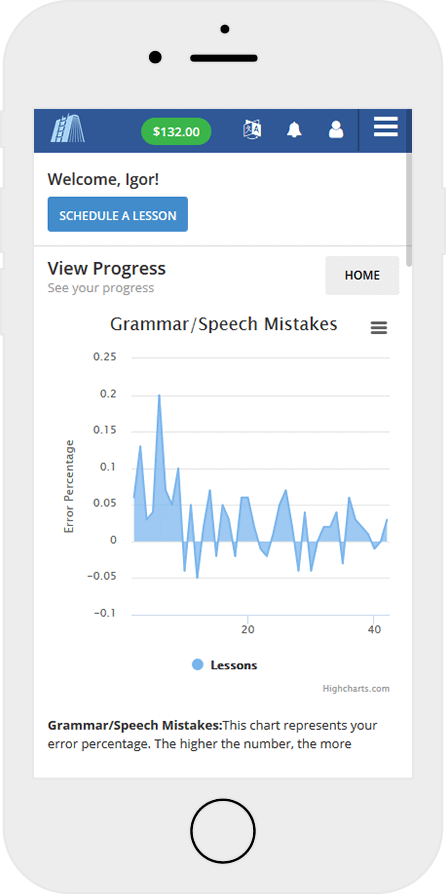 $132.00
Welcome, Igor!
SCHEDULE A LESSON
View Progress
See your progress
HOME
Grammar/Speech Mistakes
0.25
0.2
0.15
0.1
0.05
0
−0.05
−0.1
Error Percentage
20
40
Lessons
Highcharts.com
Grammar/Speech Mistakes:This chart represents your
error percentage. The higher the number, the more